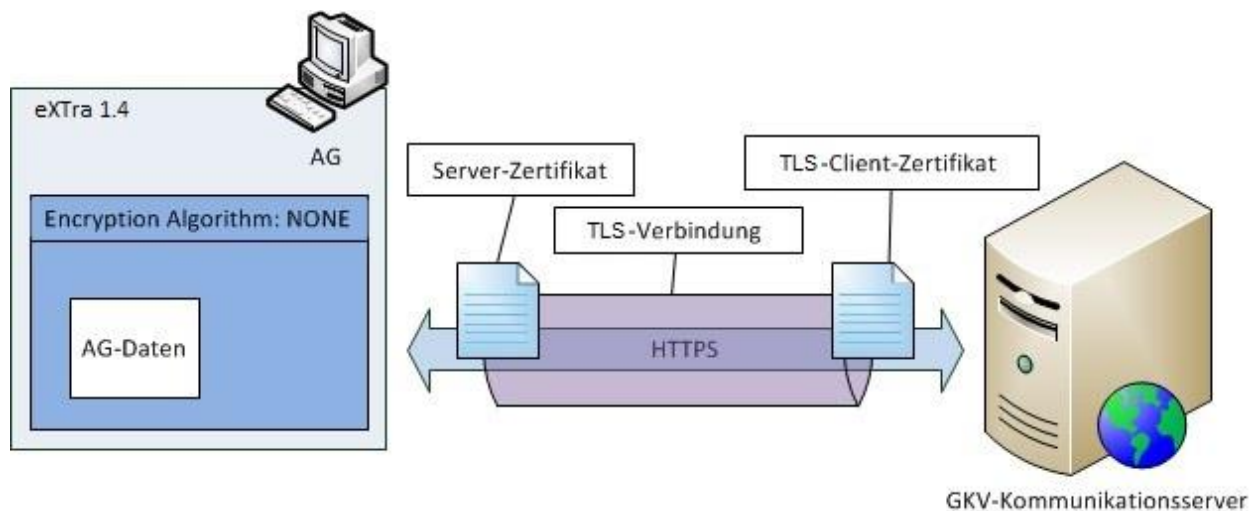 eXTra 1.4
AG
Encryption Algorithm: NONE
AG-Daten
Server-Zertifikat
TLS-Client-Zertifikat
TLS-Verbindung
HTTPS
GKV-Kommunikationsserver